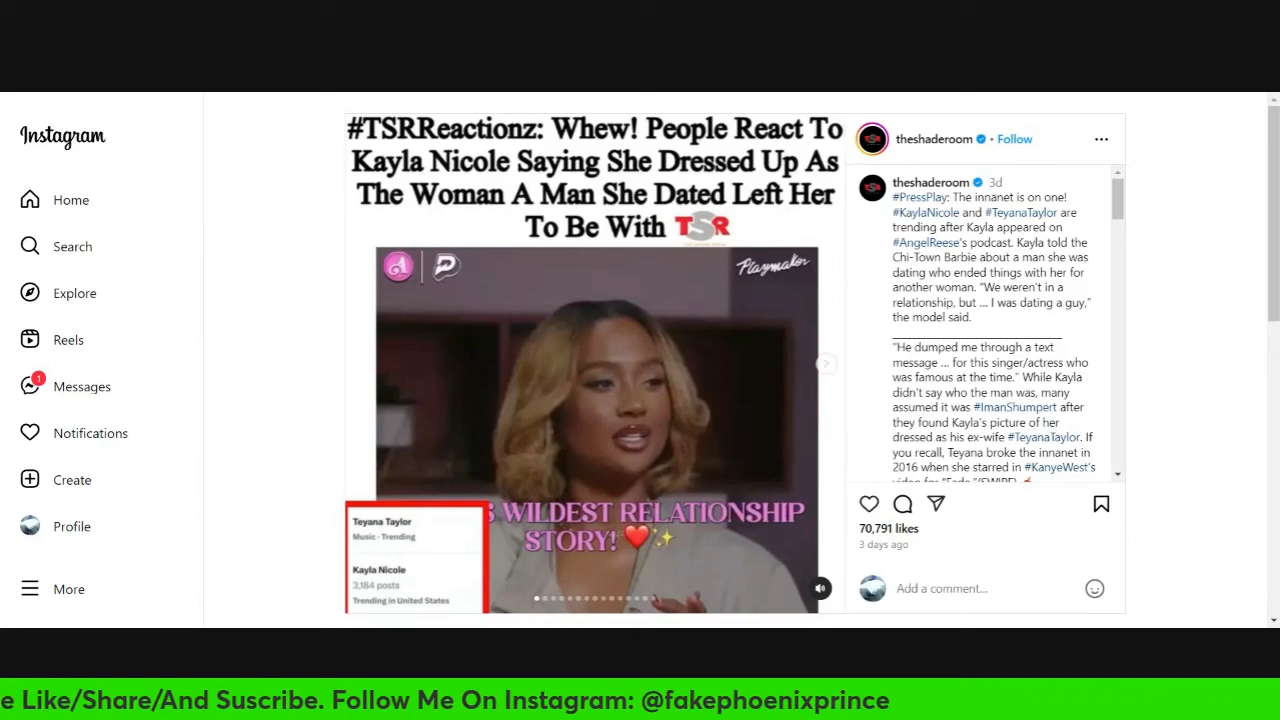 Instagram
Home
Search
Explore
Reels
1
Messages
Notifications
Create
Profile
More
#TSRReactionz: Whew! People React To
Kayla Nicole Saying She Dressed Up As
The Woman A Man She Dated Left Her
To Be With TSR
Playmaker
S WILDEST RELATIONSHIP
STORY! ❤️✨
Teyana Taylor
Music · Trending
Kayla Nicole
3,184 posts
Trending in United States
theshaderoom • Follow
theshaderoom 3d
#PressPlay: The innanet is on one!
#KaylaNicole and #TeyanaTaylor are
trending after Kayla appeared on
#AngelReese's podcast. Kayla told the
Chi-Town Barbie about a man she was
dating who ended things with her for
another woman. “We weren't in a
relationship, but ... I was dating a guy,”
the model said.
“He dumped me through a text
message ... for this singer/actress who
was famous at the time.” While Kayla
didn't say who the man was, many
assumed it was #ImanShumpert after
they found Kayla's picture of her
dressed as his ex-wife #TeyanaTaylor. If
you recall, Teyana broke the innanet in
2016 when she starred in #KanyeWest's
video for “Fade.”(SWIPE)
70,791 likes
3 days ago
Add a comment...
e Like/Share/And Suscribe. Follow Me On Instagram: @fakephoenixprince